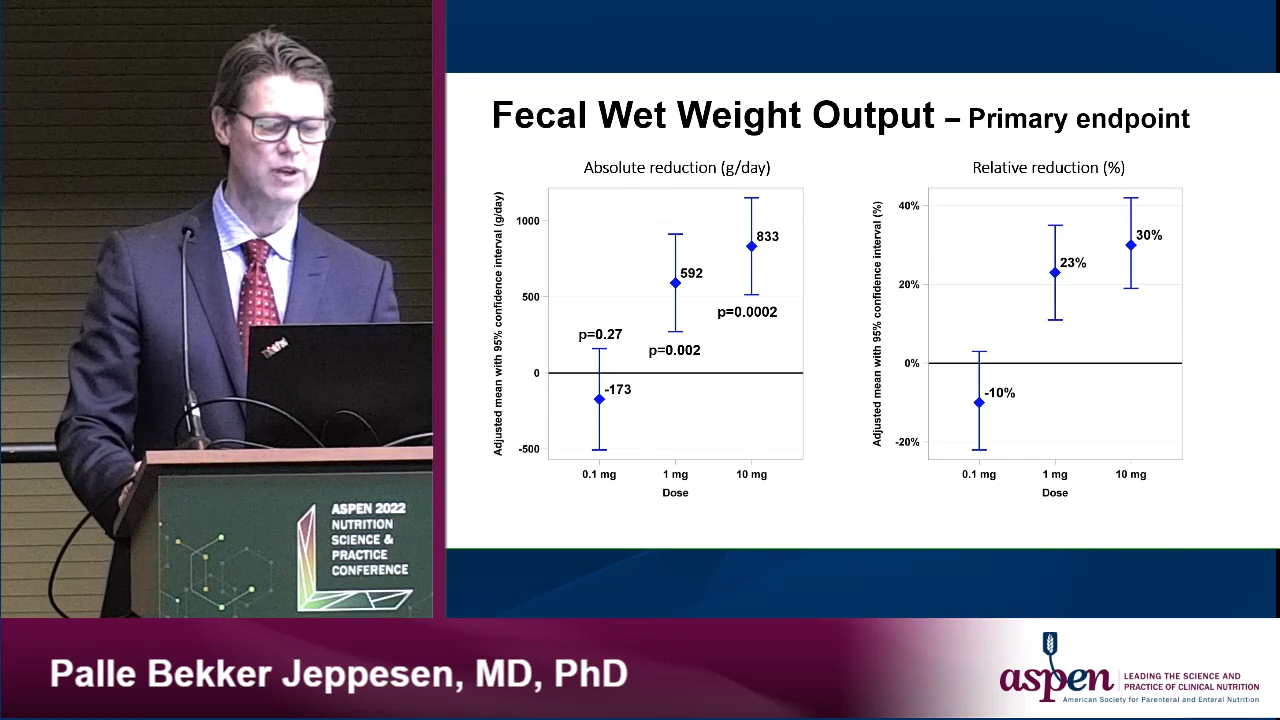 Fecal Wet Weight Output – Primary endpoint
Absolute reduction (g/day)
Adjusted mean with 95% confidence interval (g/day)
1000
500
0
-500
p=0.27
-173
592
p=0.002
833
p=0.0002
0.1 mg
1 mg
10 mg
Dose
Relative reduction (%)
Adjusted mean with 95% confidence interval (%)
40%
20%
0%
-20%
-10%
23%
30%
0.1 mg
1 mg
10 mg
Dose
ASPEN 2022
NUTRITION
SCIENCE &
PRACTICE
CONFERENCE
Palle Bekker Jeppesen, MD, PhD
aspen
LEADING THE SCIENCE AND
PRACTICE OF CLINICAL NUTRITION
American Society for Parenteral and Enteral Nutrition